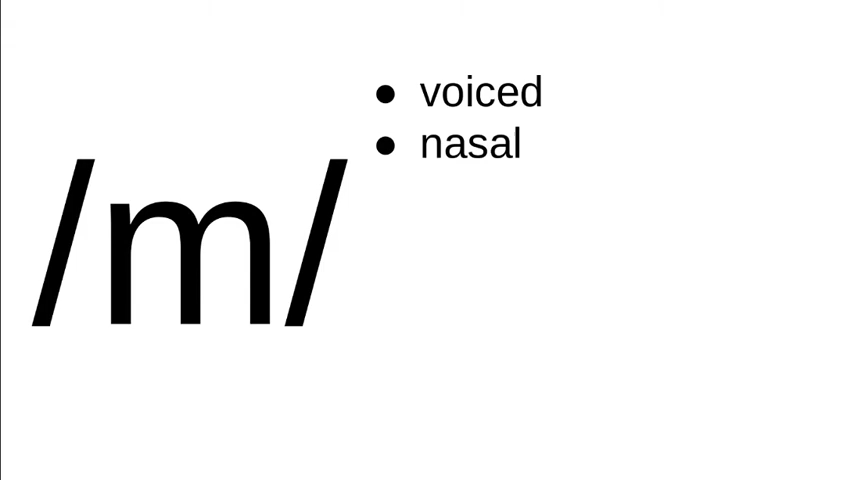 ● voiced
● nasal
/m/